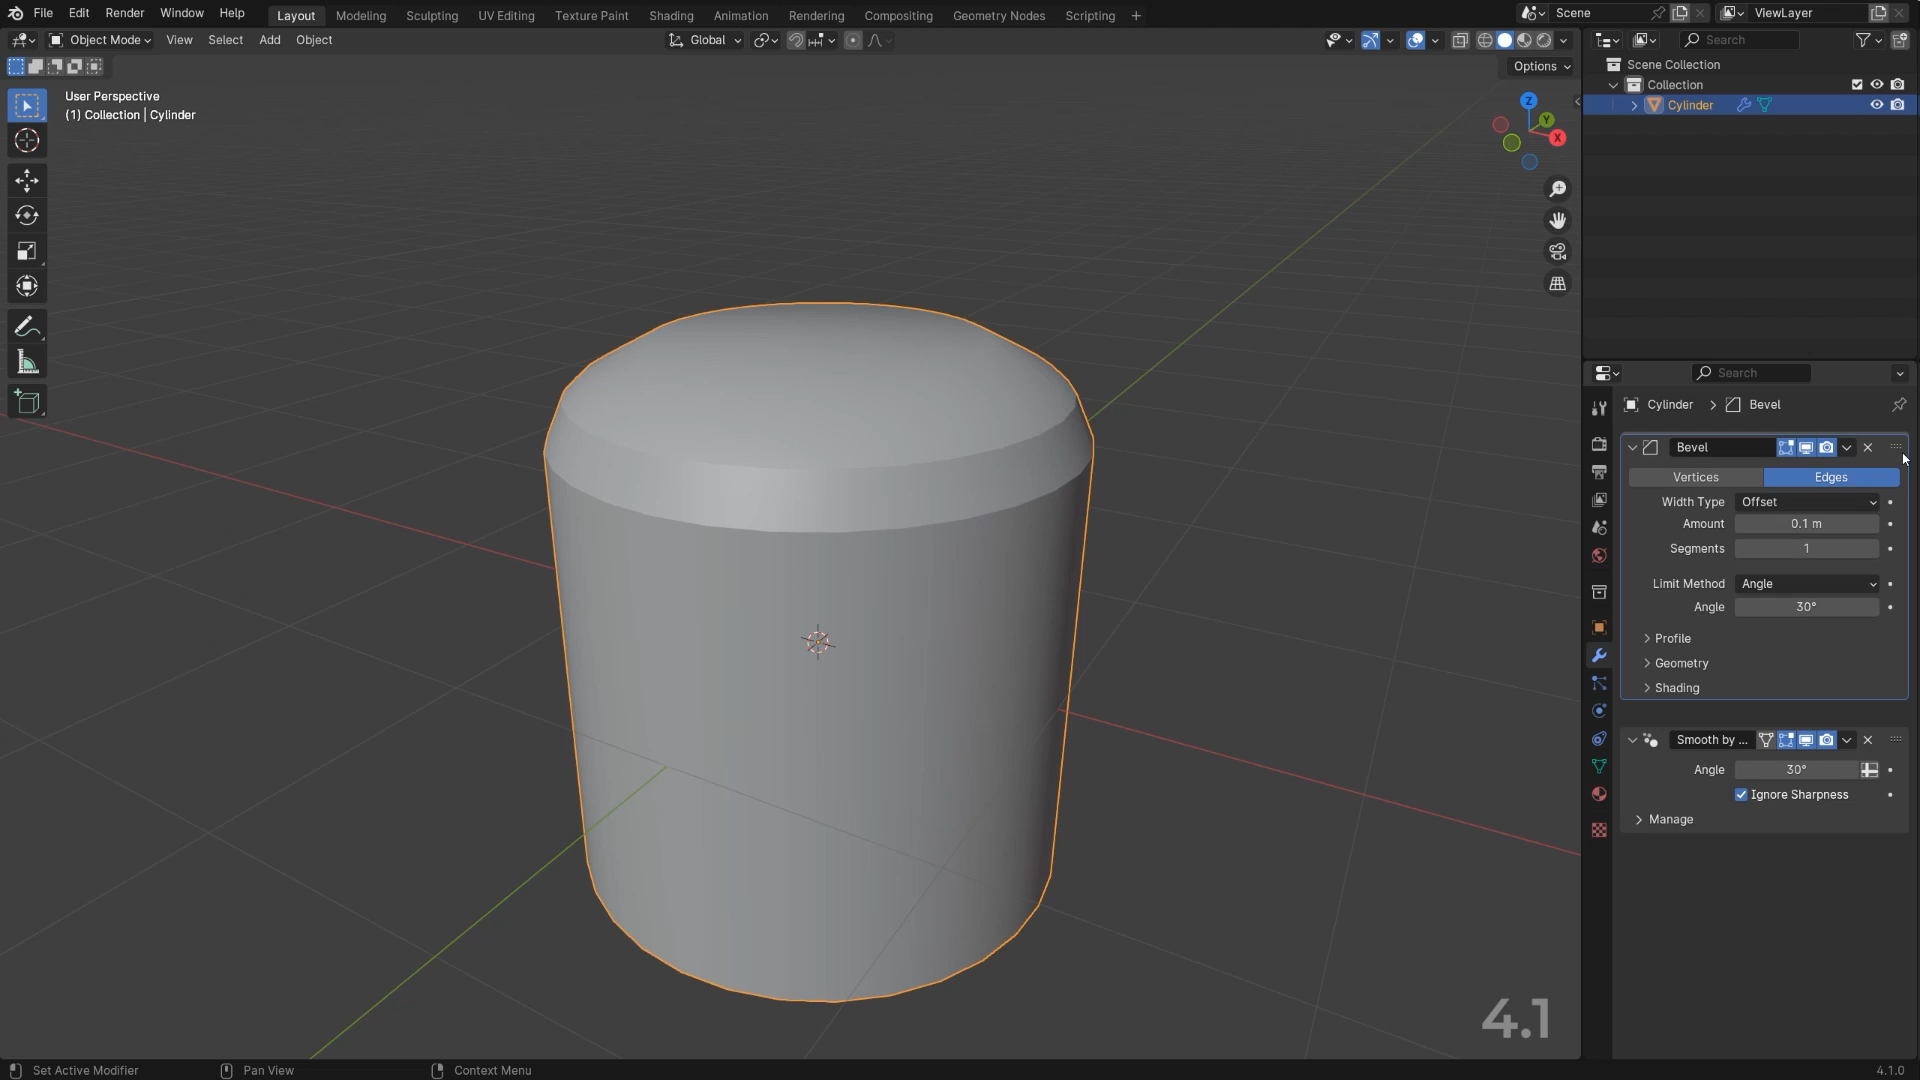 File Edit Render Window Help Layout Modeling Sculpting UV Editing Texture Paint Shading Animation Rendering Compositing Geometry Nodes Scripting + Scene ViewLayer
Object Mode View Select Add Object Global Search
Options
Scene Collection
Collection
Cylinder
User Perspective
(1) Collection | Cylinder
Z
Y
X
Search
Cylinder > Bevel
Bevel
Vertices Edges
Width Type Offset
Amount 0.1 m
Segments 1
Limit Method Angle
Angle 30°
Profile
Geometry
Shading
Smooth by ...
Angle 30°
Ignore Sharpness
Manage
4.1
Set Active Modifier Pan View Context Menu 4.1.0